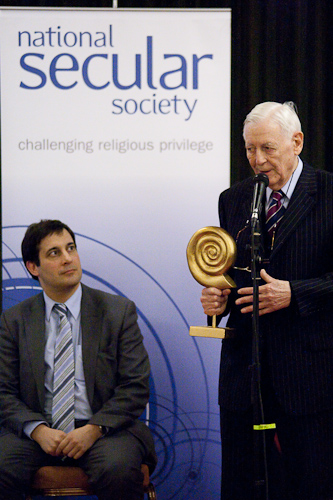 national
secular
society
challenging religious privilege